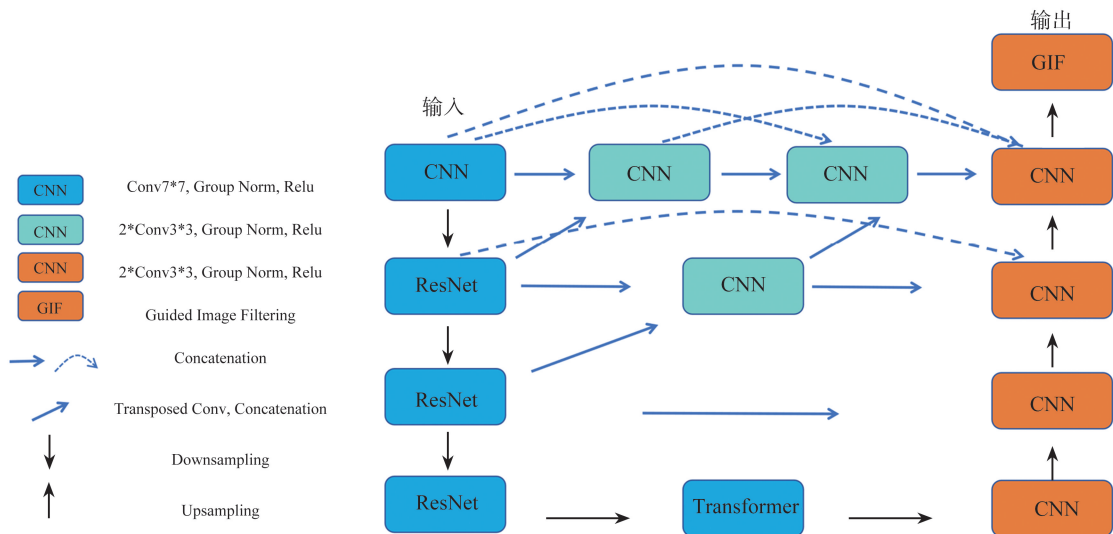 输出
GIF
输入
CNN
CNN
CNN
CNN
CNN Conv7*7, Group Norm, Relu
CNN 2*Conv3*3, Group Norm, Relu
CNN 2*Conv3*3, Group Norm, Relu
GIF Guided Image Filtering
Concatenation
Transposed Conv, Concatenation
Downsampling
Upsampling
ResNet
CNN
CNN
ResNet
CNN
ResNet
Transformer
CNN